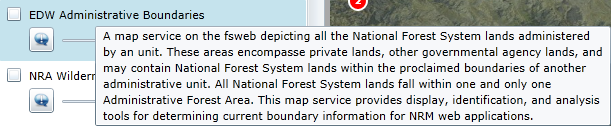 EDW Administrative Boundaries
2
A map service on the fsweb depicting all the National Forest System lands administered
by an unit. These areas encompasse private lands, other governmental agency lands, and
may contain National Forest System lands within the proclaimed boundaries of another
administrative unit. All National Forest System lands fall within one and only one
Administrative Forest Area. This map service provides display, identification, and analysis
tools for determining current boundary information for NRM web applications.
NRA Wildern